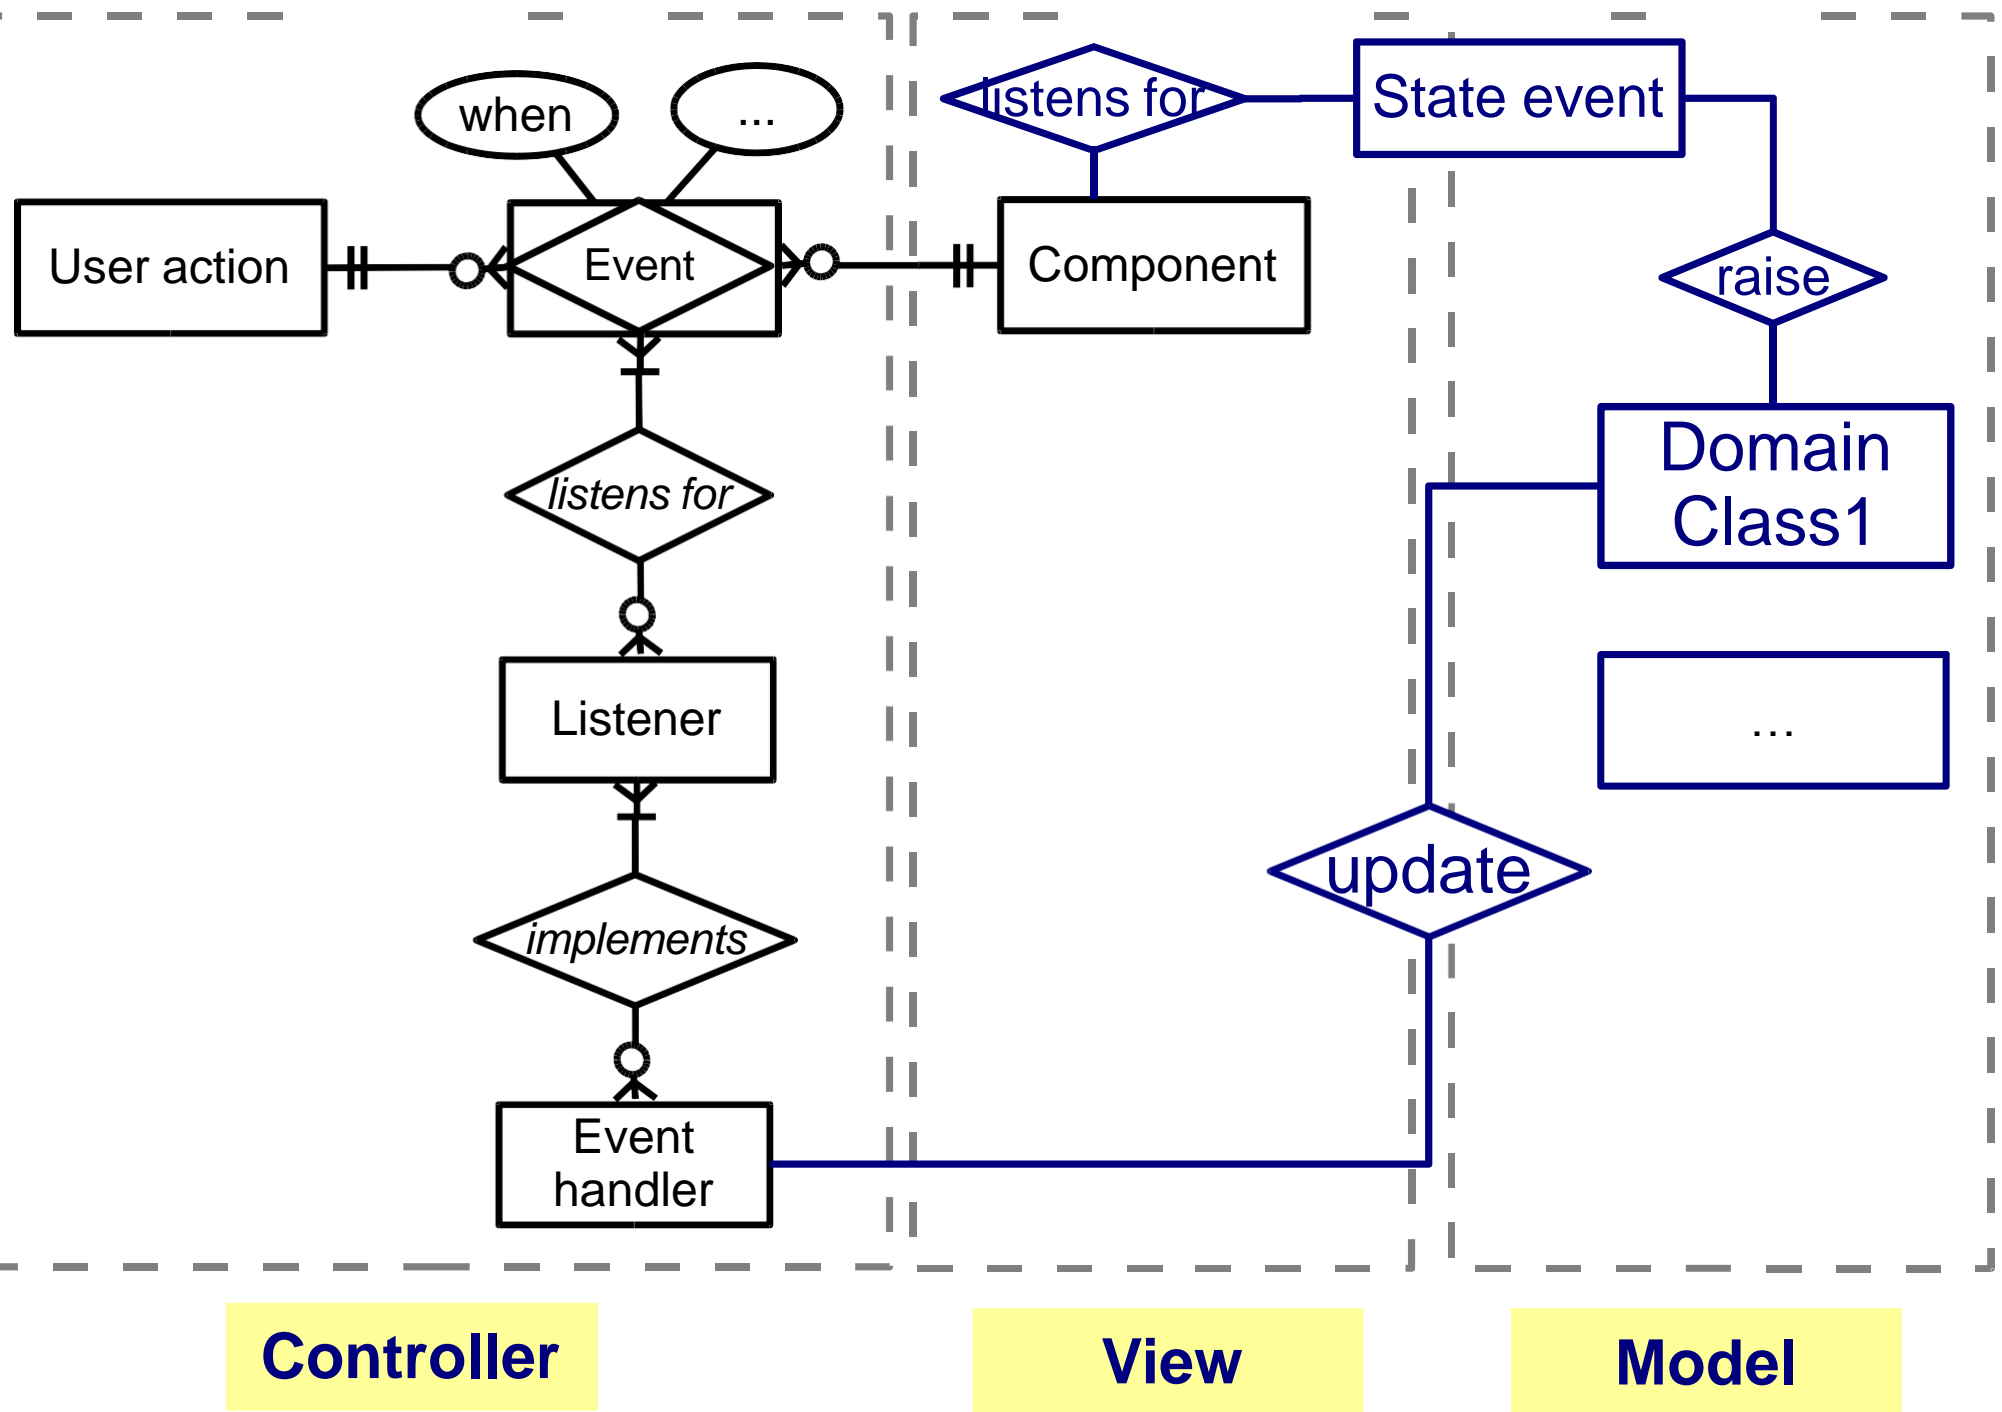 when
...
listens for
State event
User action
Event
Component
raise
Domain
Class1
listens for
Listener
...
update
implements
Event
handler
Controller
View
Model